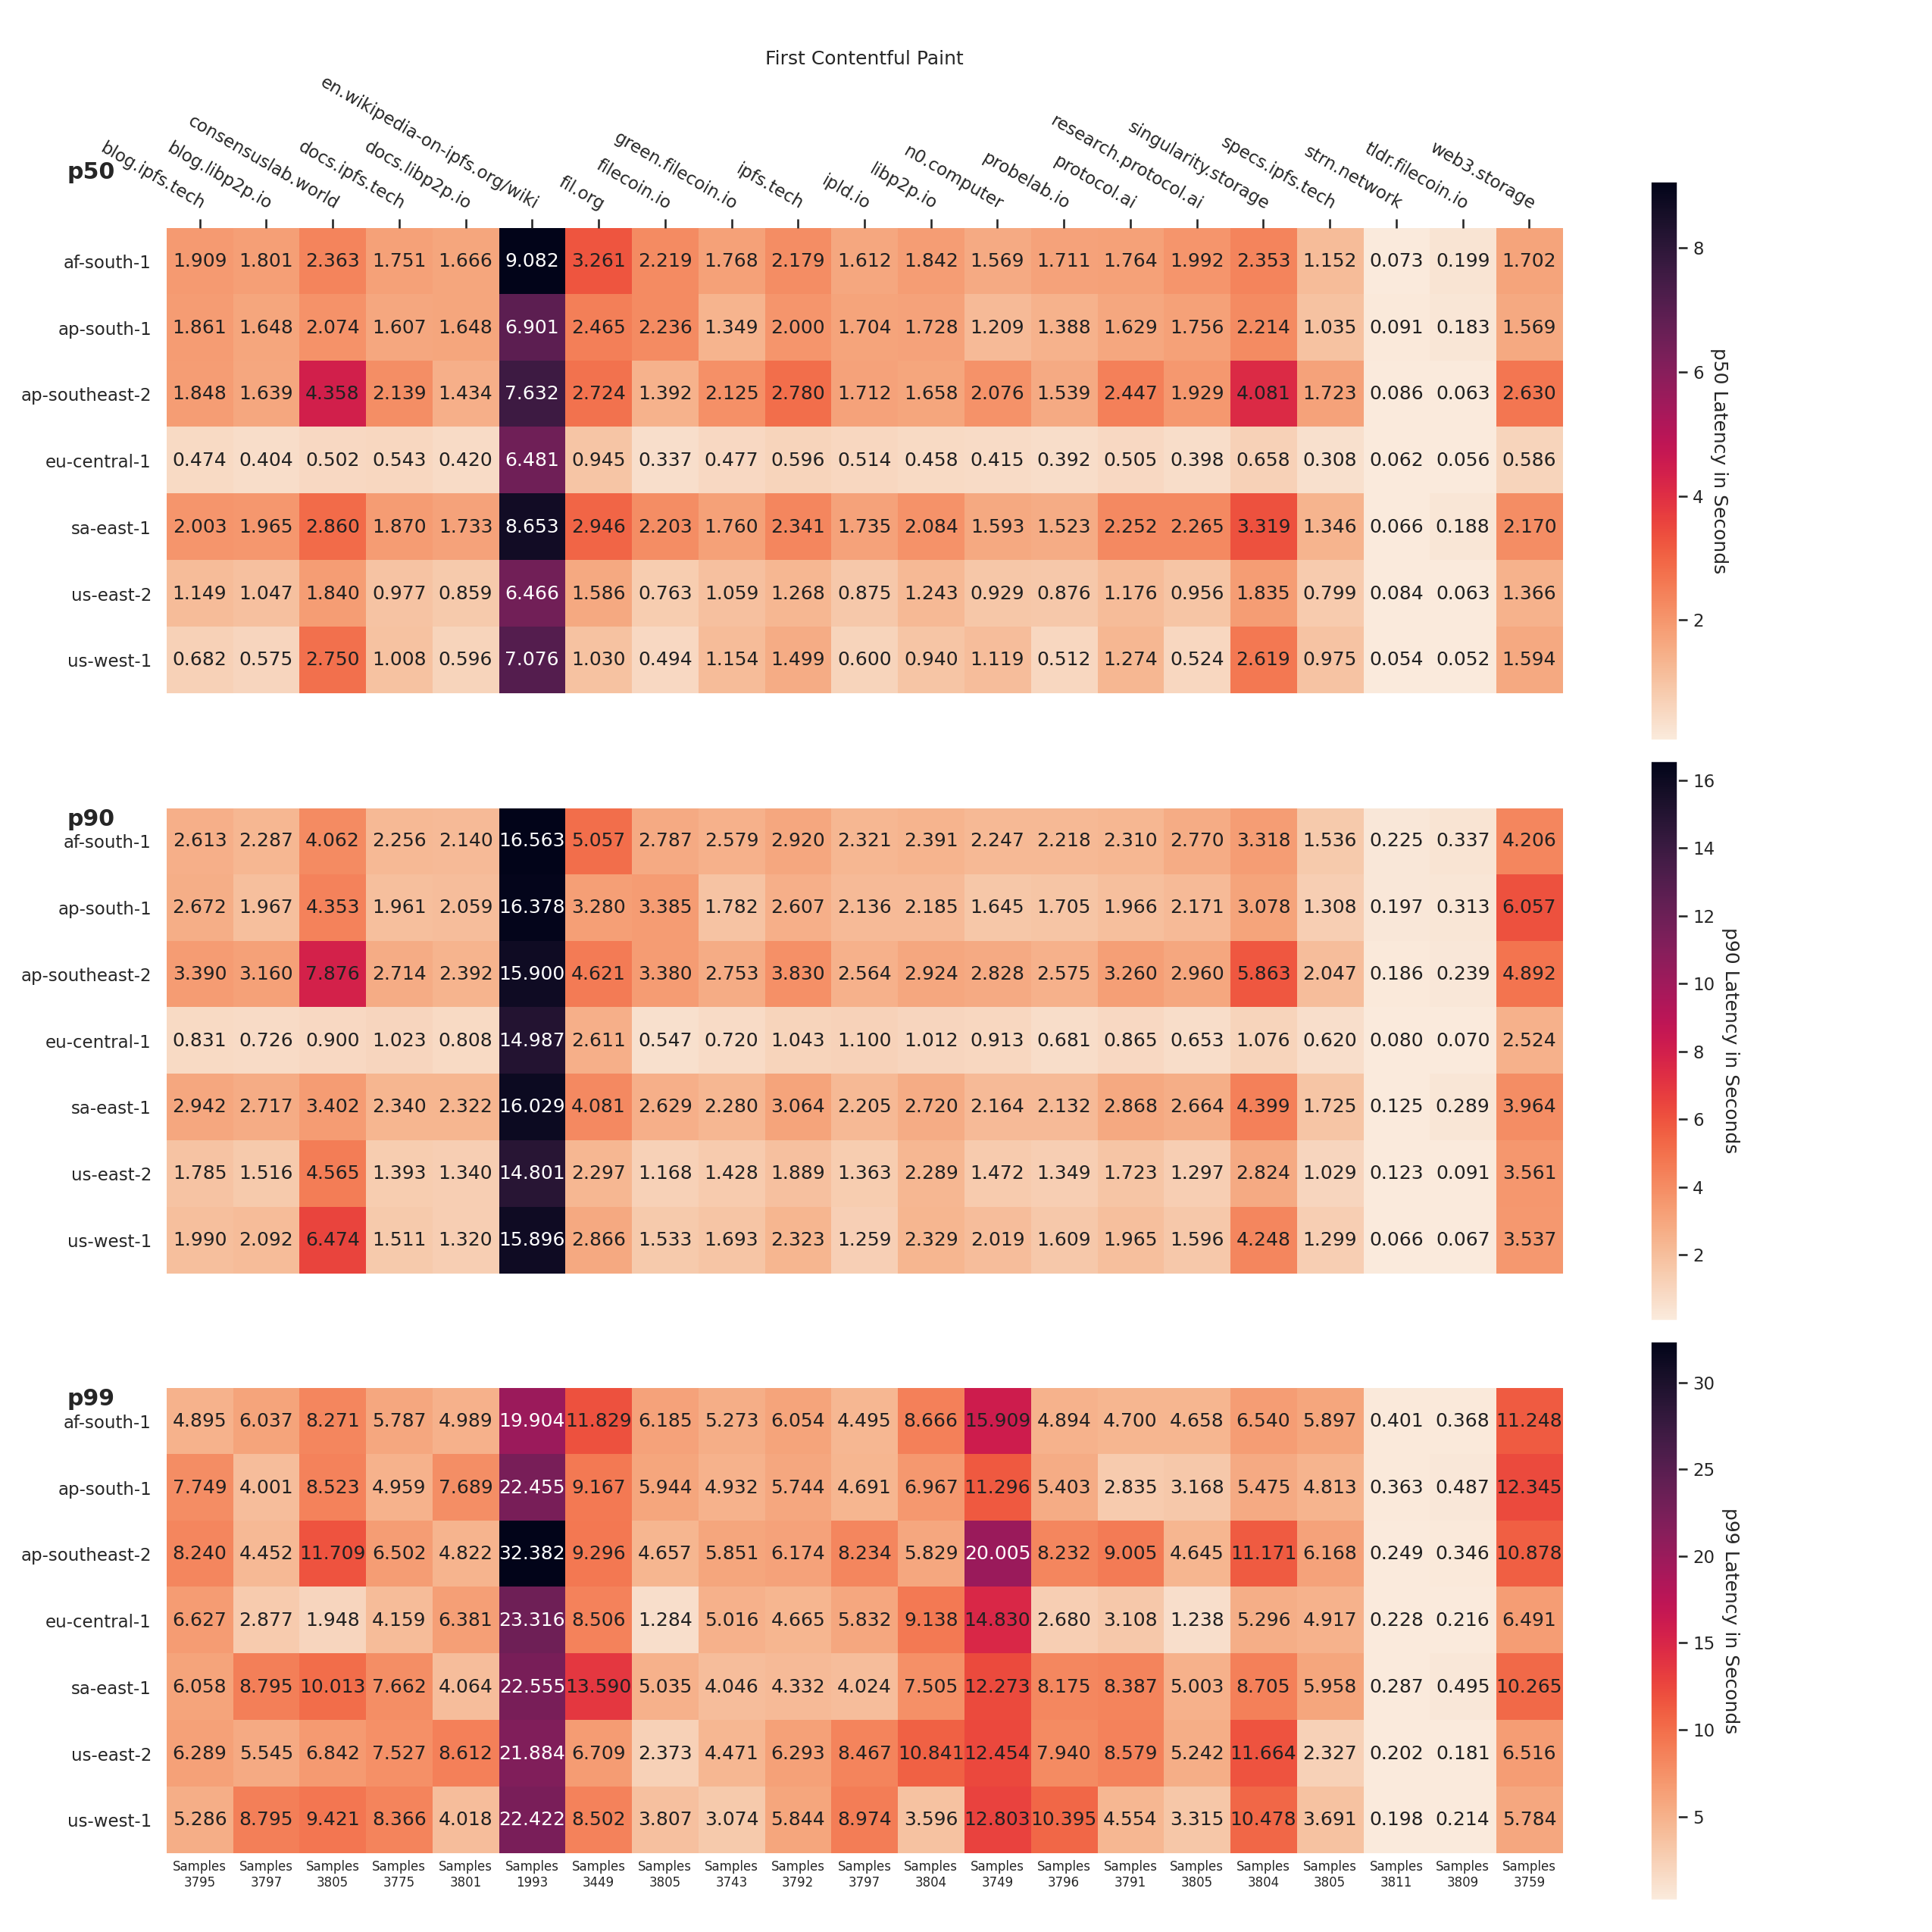 First Contentful Paint
p50
blog.ipfs.tech
blog.libp2p.io
consensuslab.world
docs.ipfs.tech
docs.libp2p.io
en.wikipedia-on-ipfs.org/wiki
fil.org
filecoin.io
green.filecoin.io
ipfs.tech
ipld.io
libp2p.io
n0.computer
probelab.io
protocol.ai
research.protocol.ai
singularity.storage
specs.ipfs.tech
strn.network
tldr.filecoin.io
web3.storage
af-south-1 1.909 1.801 2.363 1.751 1.666 9.082 3.261 2.219 1.768 2.179 1.612 1.842 1.569 1.711 1.764 1.992 2.353 1.152 0.073 0.199 1.702
ap-south-1 1.861 1.648 2.074 1.607 1.648 6.901 2.465 2.236 1.349 2.000 1.704 1.728 1.209 1.388 1.629 1.756 2.214 1.035 0.091 0.183 1.569
ap-southeast-2 1.848 1.639 4.358 2.139 1.434 7.632 2.724 1.392 2.125 2.780 1.712 1.658 2.076 1.539 2.447 1.929 4.081 1.723 0.086 0.063 2.630
eu-central-1 0.474 0.404 0.502 0.543 0.420 6.481 0.945 0.337 0.477 0.596 0.514 0.458 0.415 0.392 0.505 0.398 0.658 0.308 0.062 0.056 0.586
sa-east-1 2.003 1.965 2.860 1.870 1.733 8.653 2.946 2.203 1.760 2.341 1.735 2.084 1.593 1.523 2.252 2.265 3.319 1.346 0.066 0.188 2.170
us-east-2 1.149 1.047 1.840 0.977 0.859 6.466 1.586 0.763 1.059 1.268 0.875 1.243 0.929 0.876 1.176 0.956 1.835 0.799 0.084 0.063 1.366
us-west-1 0.682 0.575 2.750 1.008 0.596 7.076 1.030 0.494 1.154 1.499 0.600 0.940 1.119 0.512 1.274 0.524 2.619 0.975 0.054 0.052 1.594
8
6
4
2
p50 Latency in Seconds
p90
af-south-1 2.613 2.287 4.062 2.256 2.140 16.563 5.057 2.787 2.579 2.920 2.321 2.391 2.247 2.218 2.310 2.770 3.318 1.536 0.225 0.337 4.206
ap-south-1 2.672 1.967 4.353 1.961 2.059 16.378 3.280 3.385 1.782 2.607 2.136 2.185 1.645 1.705 1.966 2.171 3.078 1.308 0.197 0.313 6.057
ap-southeast-2 3.390 3.160 7.876 2.714 2.392 15.900 4.621 3.380 2.753 3.830 2.564 2.924 2.828 2.575 3.260 2.960 5.863 2.047 0.186 0.239 4.892
eu-central-1 0.831 0.726 0.900 1.023 0.808 14.987 2.611 0.547 0.720 1.043 1.100 1.012 0.913 0.681 0.865 0.653 1.076 0.620 0.080 0.070 2.524
sa-east-1 2.942 2.717 3.402 2.340 2.322 16.029 4.081 2.629 2.280 3.064 2.205 2.720 2.164 2.132 2.868 2.664 4.399 1.725 0.125 0.289 3.964
us-east-2 1.785 1.516 4.565 1.393 1.340 14.801 2.297 1.168 1.428 1.889 1.363 2.289 1.472 1.349 1.723 1.297 2.824 1.029 0.123 0.091 3.561
us-west-1 1.990 2.092 6.474 1.511 1.320 15.896 2.866 1.533 1.693 2.323 1.259 2.329 2.019 1.609 1.965 1.596 4.248 1.299 0.066 0.067 3.537
16
14
12
10
8
6
4
2
p90 Latency in Seconds
p99
af-south-1 4.895 6.037 8.271 5.787 4.989 19.904 11.829 6.185 5.273 6.054 4.495 8.666 15.909 4.894 4.700 4.658 6.540 5.897 0.401 0.368 11.248
ap-south-1 7.749 4.001 8.523 4.959 7.689 22.455 9.167 5.944 4.932 5.744 4.691 6.967 11.296 5.403 2.835 3.168 5.475 4.813 0.363 0.487 12.345
ap-southeast-2 8.240 4.452 11.709 6.502 4.822 32.382 9.296 4.657 5.851 6.174 8.234 5.829 20.005 8.232 9.005 4.645 11.171 6.168 0.249 0.346 10.878
eu-central-1 6.627 2.877 1.948 4.159 6.381 23.316 8.506 1.284 5.016 4.665 5.832 9.138 14.830 2.680 3.108 1.238 5.296 4.917 0.228 0.216 6.491
sa-east-1 6.058 8.795 10.013 7.662 4.064 22.555 13.590 5.035 4.046 4.332 4.024 7.505 12.273 8.175 8.387 5.003 8.705 5.958 0.287 0.495 10.265
us-east-2 6.289 5.545 6.842 7.527 8.612 21.884 6.709 2.373 4.471 6.293 8.467 10.841 12.454 7.940 8.579 5.242 11.664 2.327 0.202 0.181 6.516
us-west-1 5.286 8.795 9.421 8.366 4.018 22.422 8.502 3.807 3.074 5.844 8.974 3.596 12.803 10.395 4.554 3.315 10.478 3.691 0.198 0.214 5.784
Samples Samples Samples Samples Samples Samples Samples Samples Samples Samples Samples Samples Samples Samples Samples Samples Samples Samples Samples Samples Samples
3795 3797 3805 3775 3801 1993 3449 3805 3743 3792 3797 3804 3749 3796 3791 3805 3804 3805 3811 3809 3759
30
25
20
15
10
5
p99 Latency in Seconds